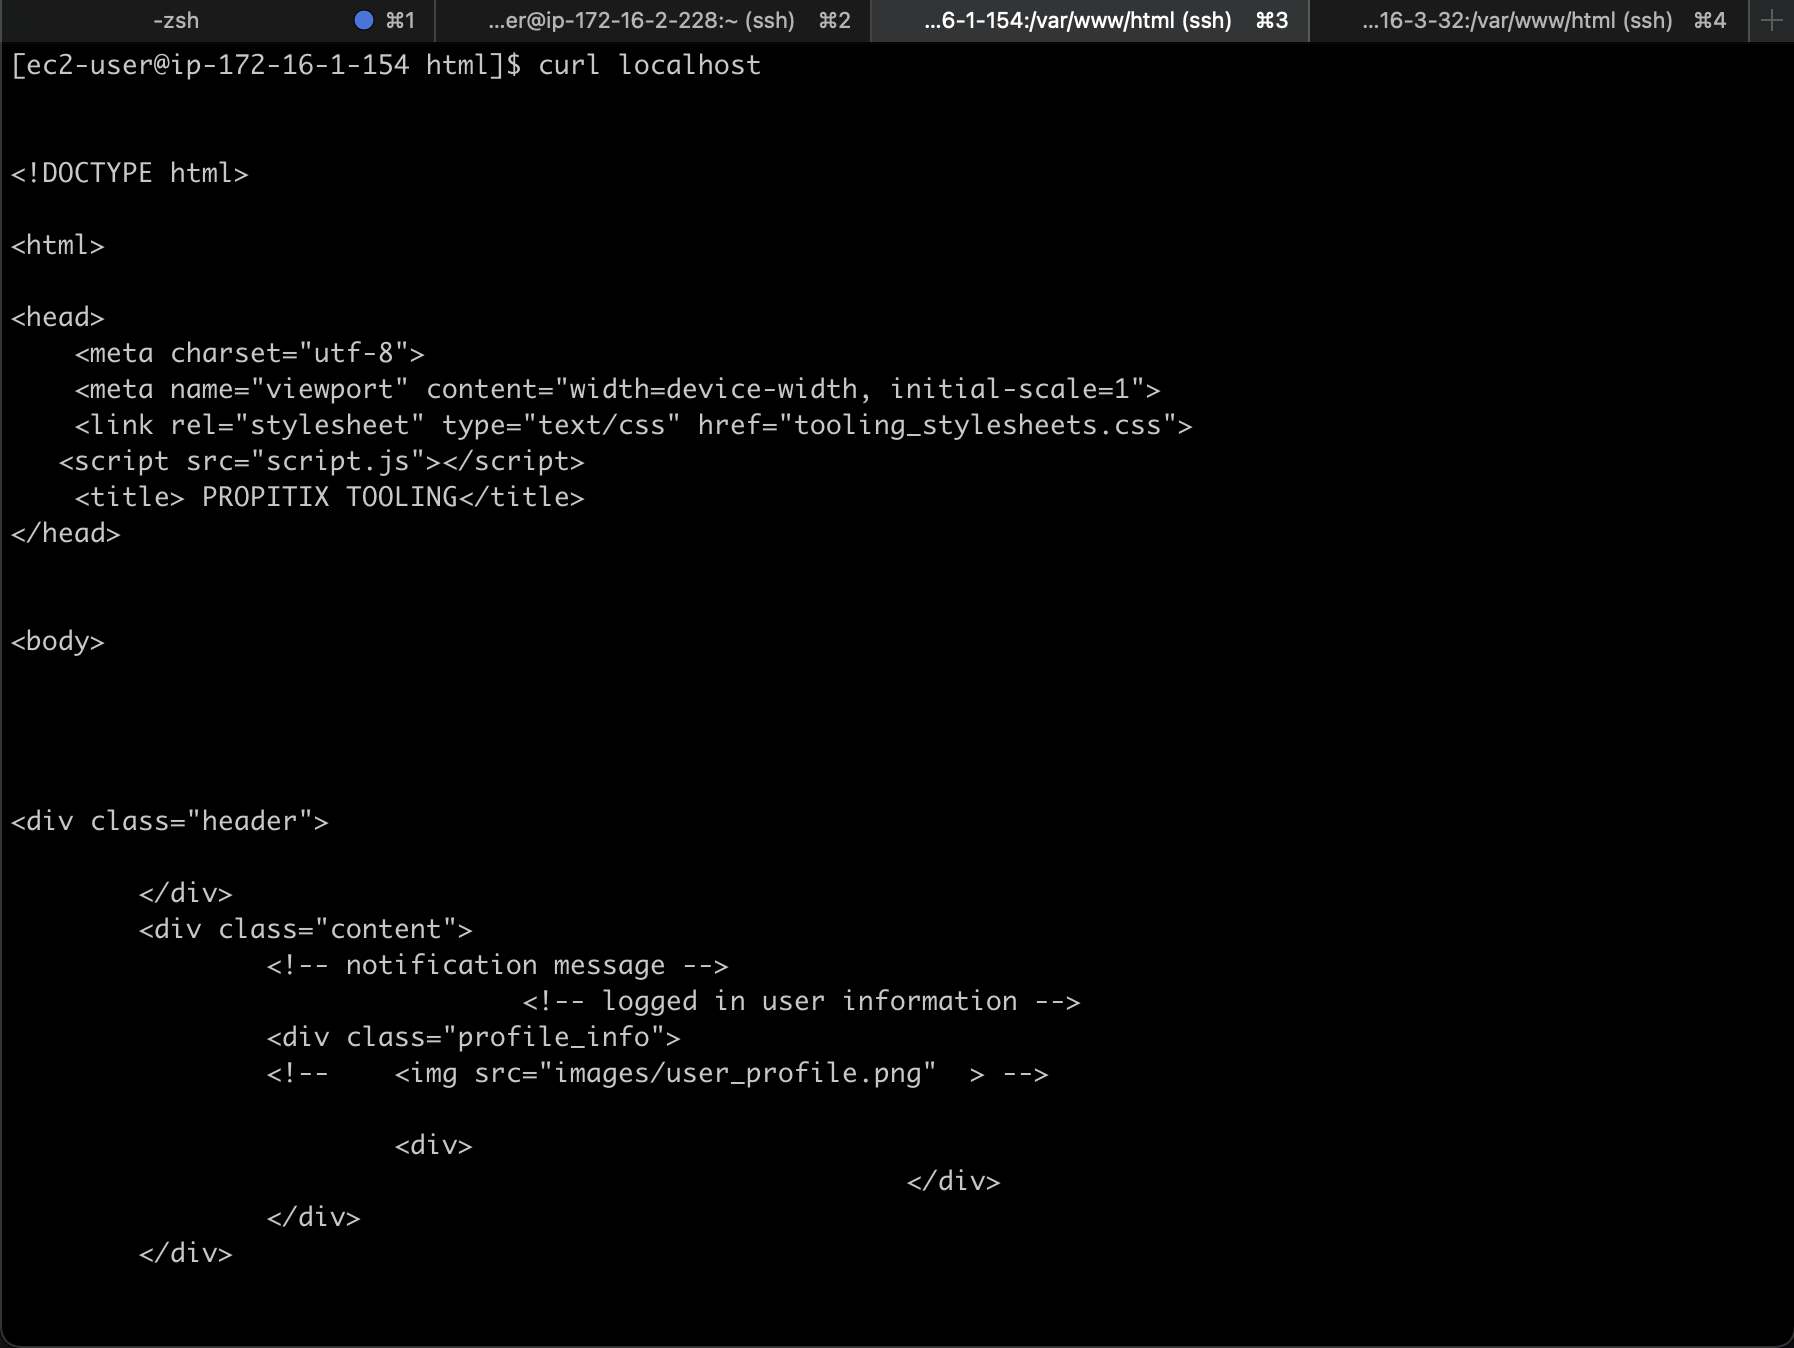 -zsh ⌘1 ...er@ip-172-16-2-228:~ (ssh) ⌘2 ...6-1-154:/var/www/html (ssh) ⌘3 ...16-3-32:/var/www/html (ssh) ⌘4 +
[ec2-user@ip-172-16-1-154 html]$ curl localhost
<!DOCTYPE html>
<html>
<head>
    <meta charset="utf-8">
    <meta name="viewport" content="width=device-width, initial-scale=1">
    <link rel="stylesheet" type="text/css" href="tooling_stylesheets.css">
   <script src="script.js"></script>
    <title> PROPITIX TOOLING</title>
</head>
<body>
<div class="header">
        </div>
        <div class="content">
                <!-- notification message -->
                                <!-- logged in user information -->
                <div class="profile_info">
                <!--    <img src="images/user_profile.png"  > -->
                        <div>
                                                        </div>
                </div>
        </div>